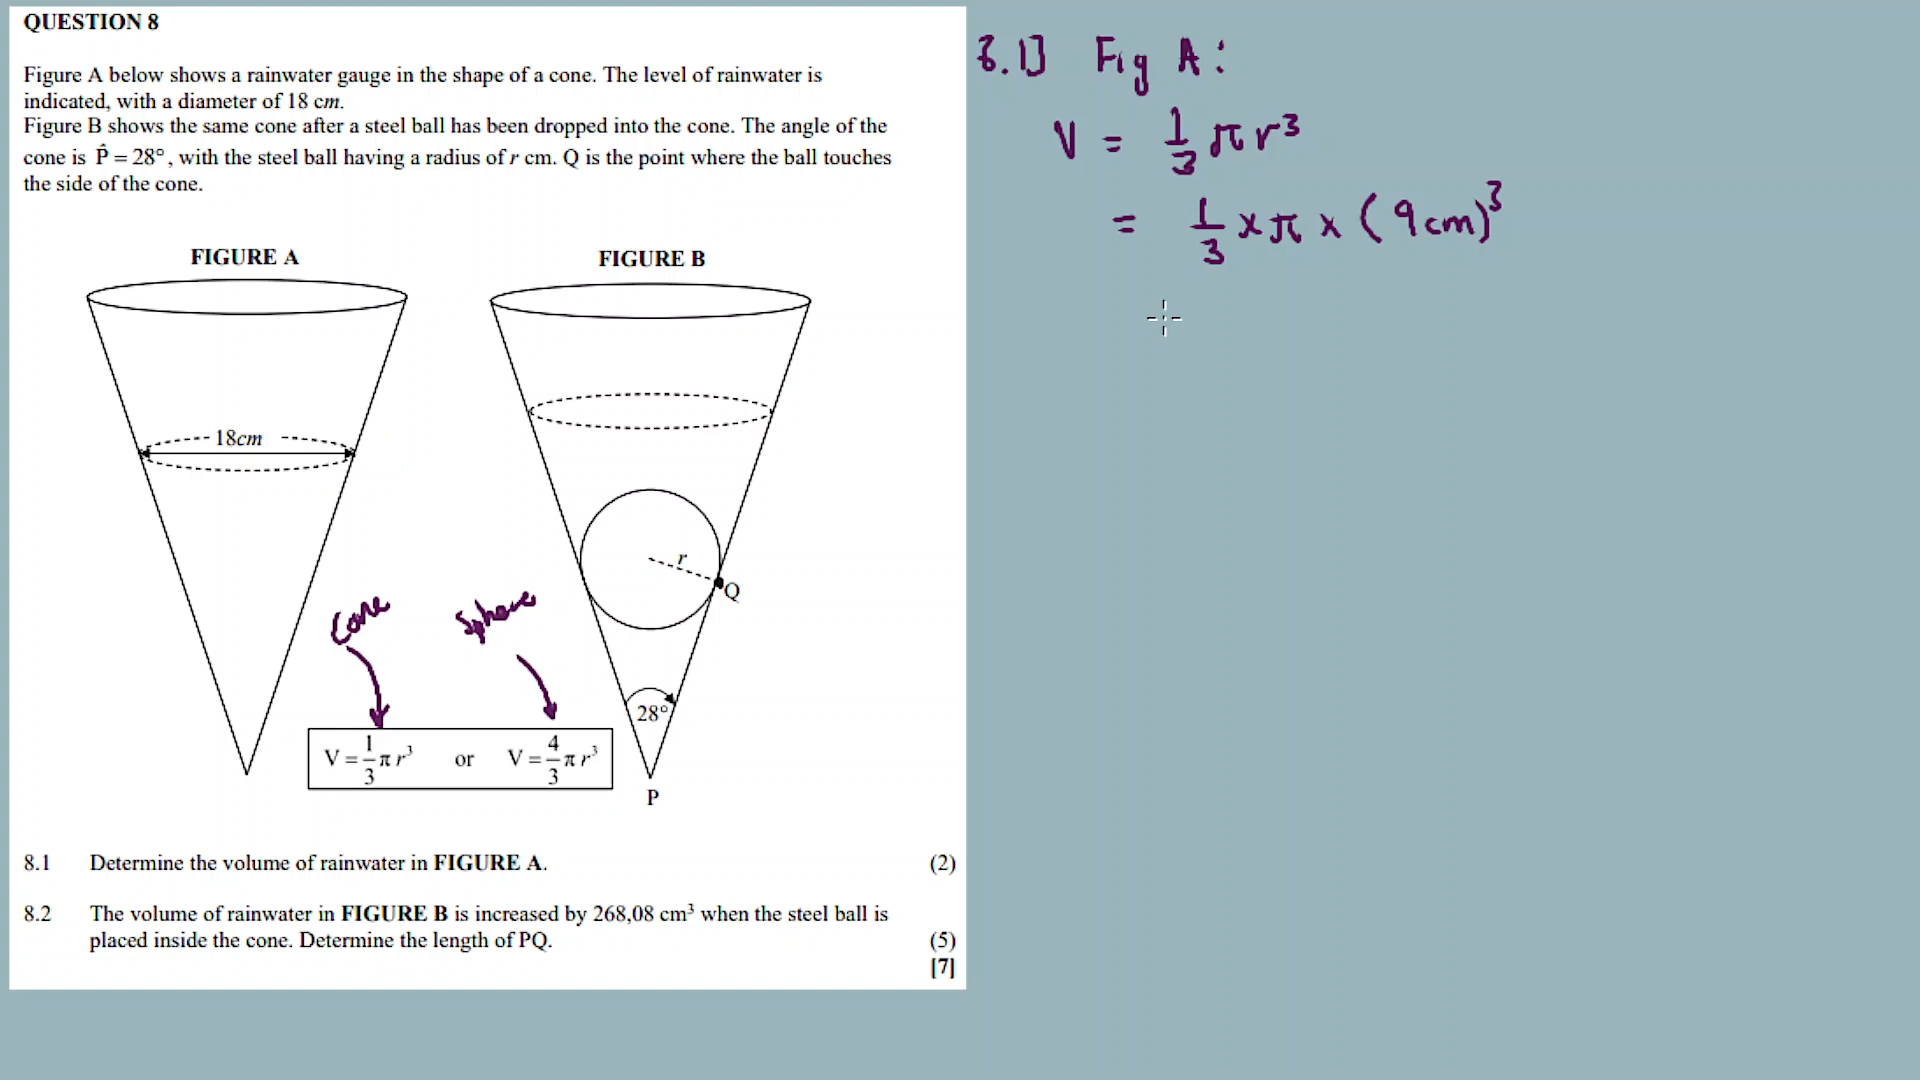 QUESTION 8
Figure A below shows a rainwater gauge in the shape of a cone. The level of rainwater is
indicated, with a diameter of 18 cm.
Figure B shows the same cone after a steel ball has been dropped into the cone. The angle of the
cone is P̂ = 28°, with the steel ball having a radius of r cm. Q is the point where the ball touches
the side of the cone.
FIGURE A
FIGURE B
18cm
r
Q
Cone
Sphere
28°
V = 1/3 π r³ or V = 4/3 π r³
P
8.1 Determine the volume of rainwater in FIGURE A. (2)
8.2 The volume of rainwater in FIGURE B is increased by 268,08 cm³ when the steel ball is
placed inside the cone. Determine the length of PQ. (5)
[7]
8.1] Fig A:
V = 1/3 π r³
= 1/3 × π × (9cm)³